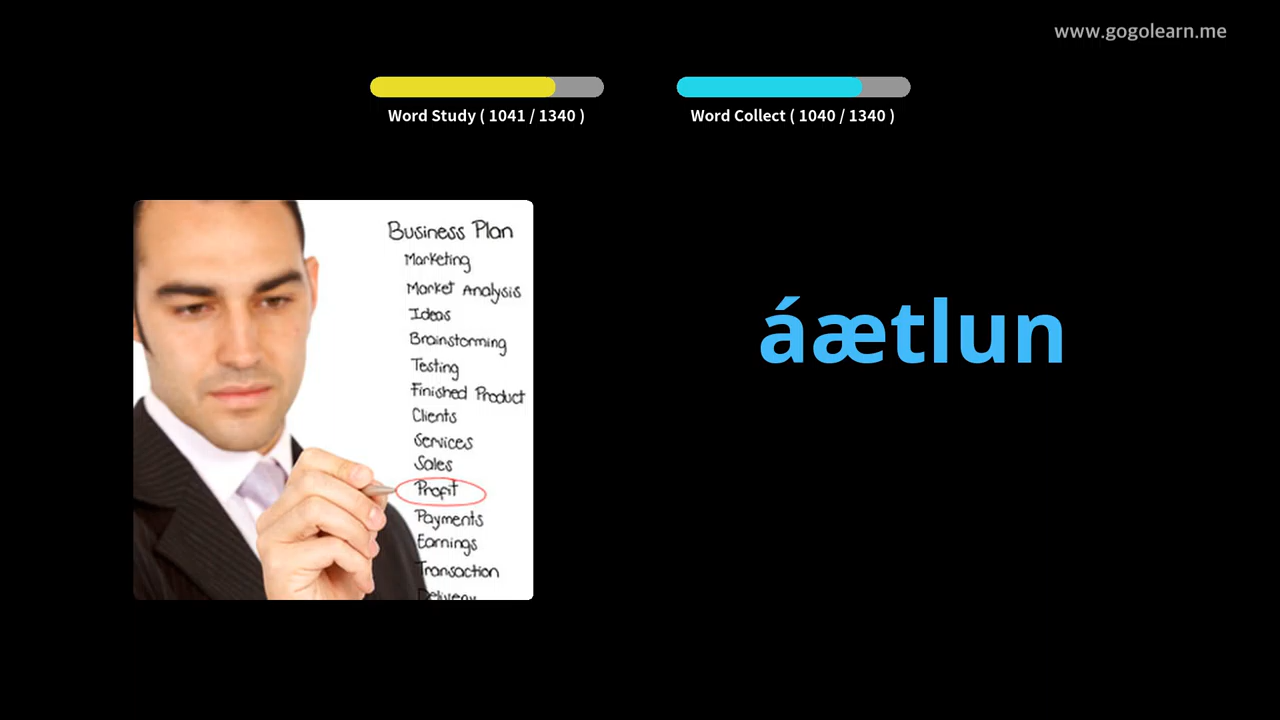 www.gogolearn.me
Word Study ( 1041 / 1340 )
Word Collect ( 1040 / 1340 )
Business Plan
Marketing
Market Analysis
Ideas
Brainstorming
Testing
Finished Product
Clients
Services
Sales
Profit
Payments
Earnings
Transaction
Delivery
áætlun